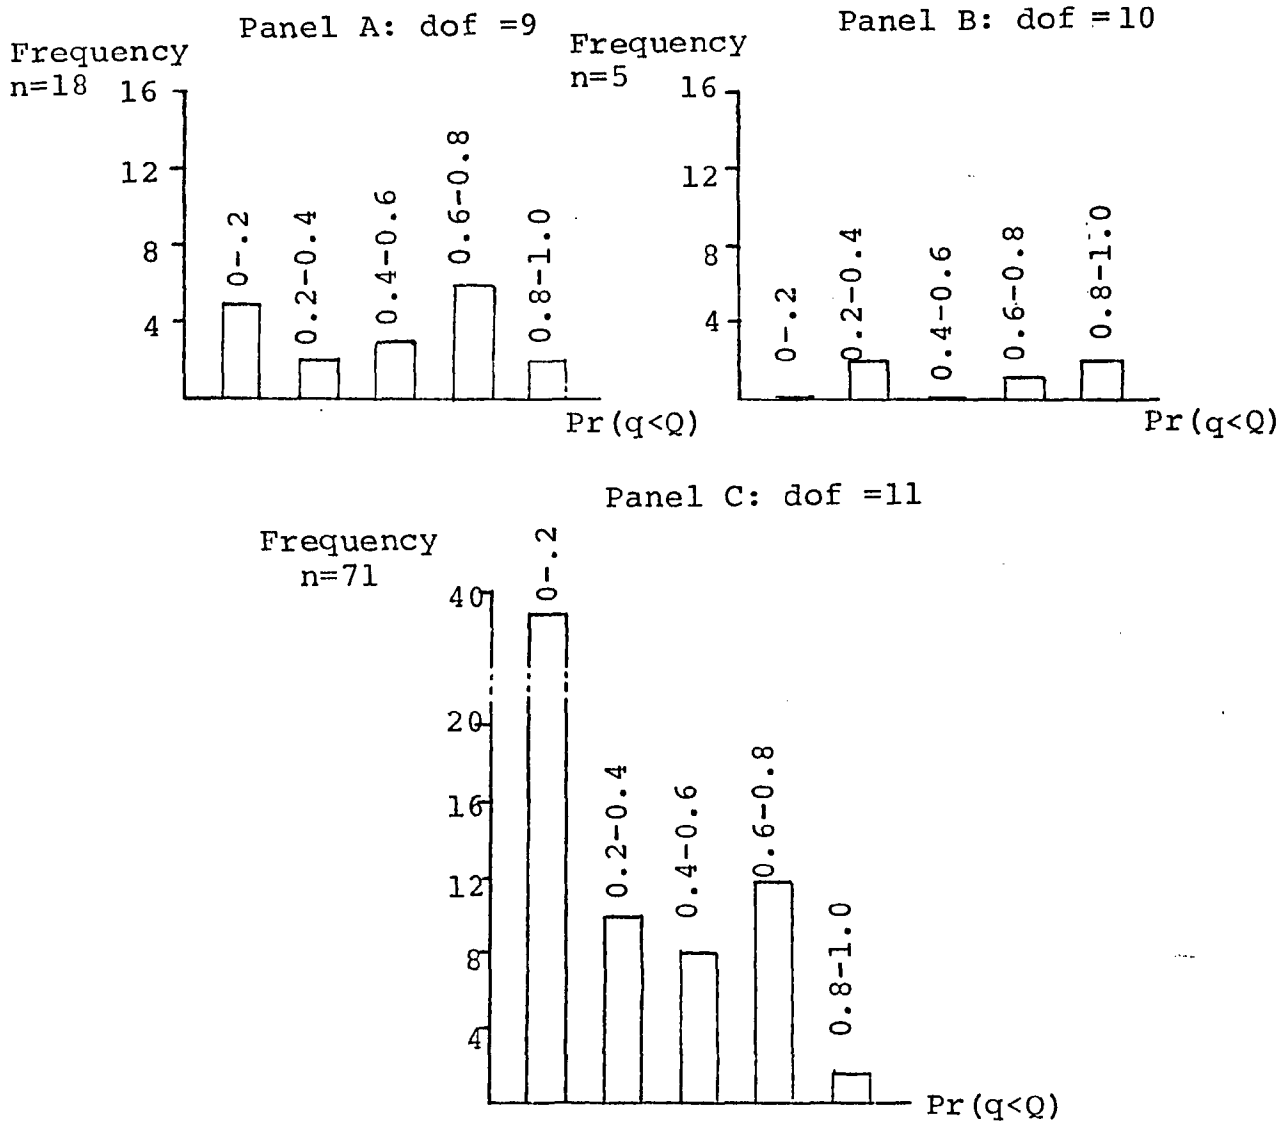 Panel A: dof =9
Frequency
n=18
16
12
8
4
0-.2
0.2-0.4
0.4-0.6
0.6-0.8
0.8-1.0
Pr(q<Q)
Panel B: dof =10
Frequency
n=5
16
12
8
4
0-.2
0.2-0.4
0.4-0.6
0.6-0.8
0.8-1.0
Pr(q<Q)
Panel C: dof =11
Frequency
n=71
40
20
16
12
8
4
0-.2
0.2-0.4
0.4-0.6
0.6-0.8
0.8-1.0
Pr(q<Q)